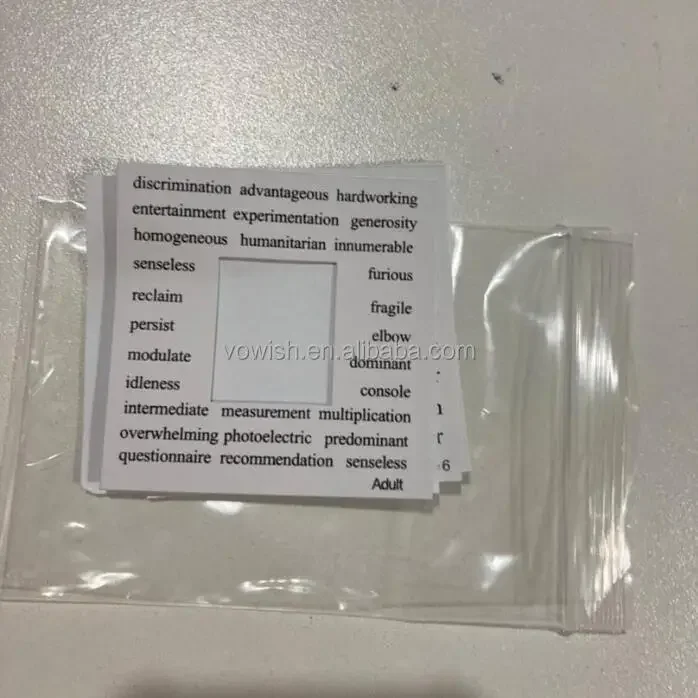 discrimination advantageous hardworking
entertainment experimentation generosity
homogeneous humanitarian innumerable
senseless furious
reclaim fragile
persist elbow
vowish.en.alibaba.com
modulate dominant
idleness console
intermediate measurement multiplication
overwhelming photoelectric predominant
questionnaire recommendation senseless
Adult
6